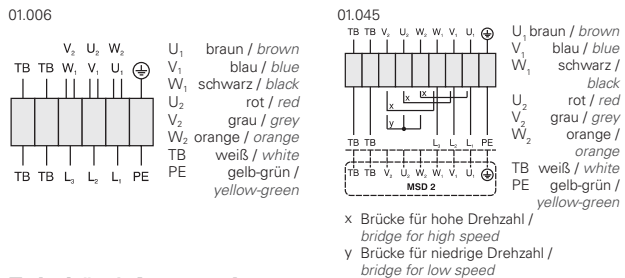 01.006
V₂ U₂ W₂
TB TB W₁ V₁ U₁ ⏚
TB TB L₃ L₂ L₁ PE
U₁ braun / brown
V₁ blau / blue
W₁ schwarz / black
U₂ rot / red
V₂ grau / grey
W₂ orange / orange
TB weiß / white
PE gelb-grün /
yellow-green
01.045
TB TB V₂ U₂ W₂ W₁ V₁ U₁ ⏚
x
x
y
TB TB L₃ L₂ L₁ PE
TB TB V₂ U₂ W₂ W₁ V₁ U₁ ⏚
MSD 2
U₁ braun / brown
V₁ blau / blue
W₁ schwarz /
black
U₂ rot / red
V₂ grau / grey
W₂ orange /
orange
TB weiß / white
PE gelb-grün /
yellow-green
x Brücke für hohe Drehzahl /
bridge for high speed
y Brücke für niedrige Drehzahl /
bridge for low speed